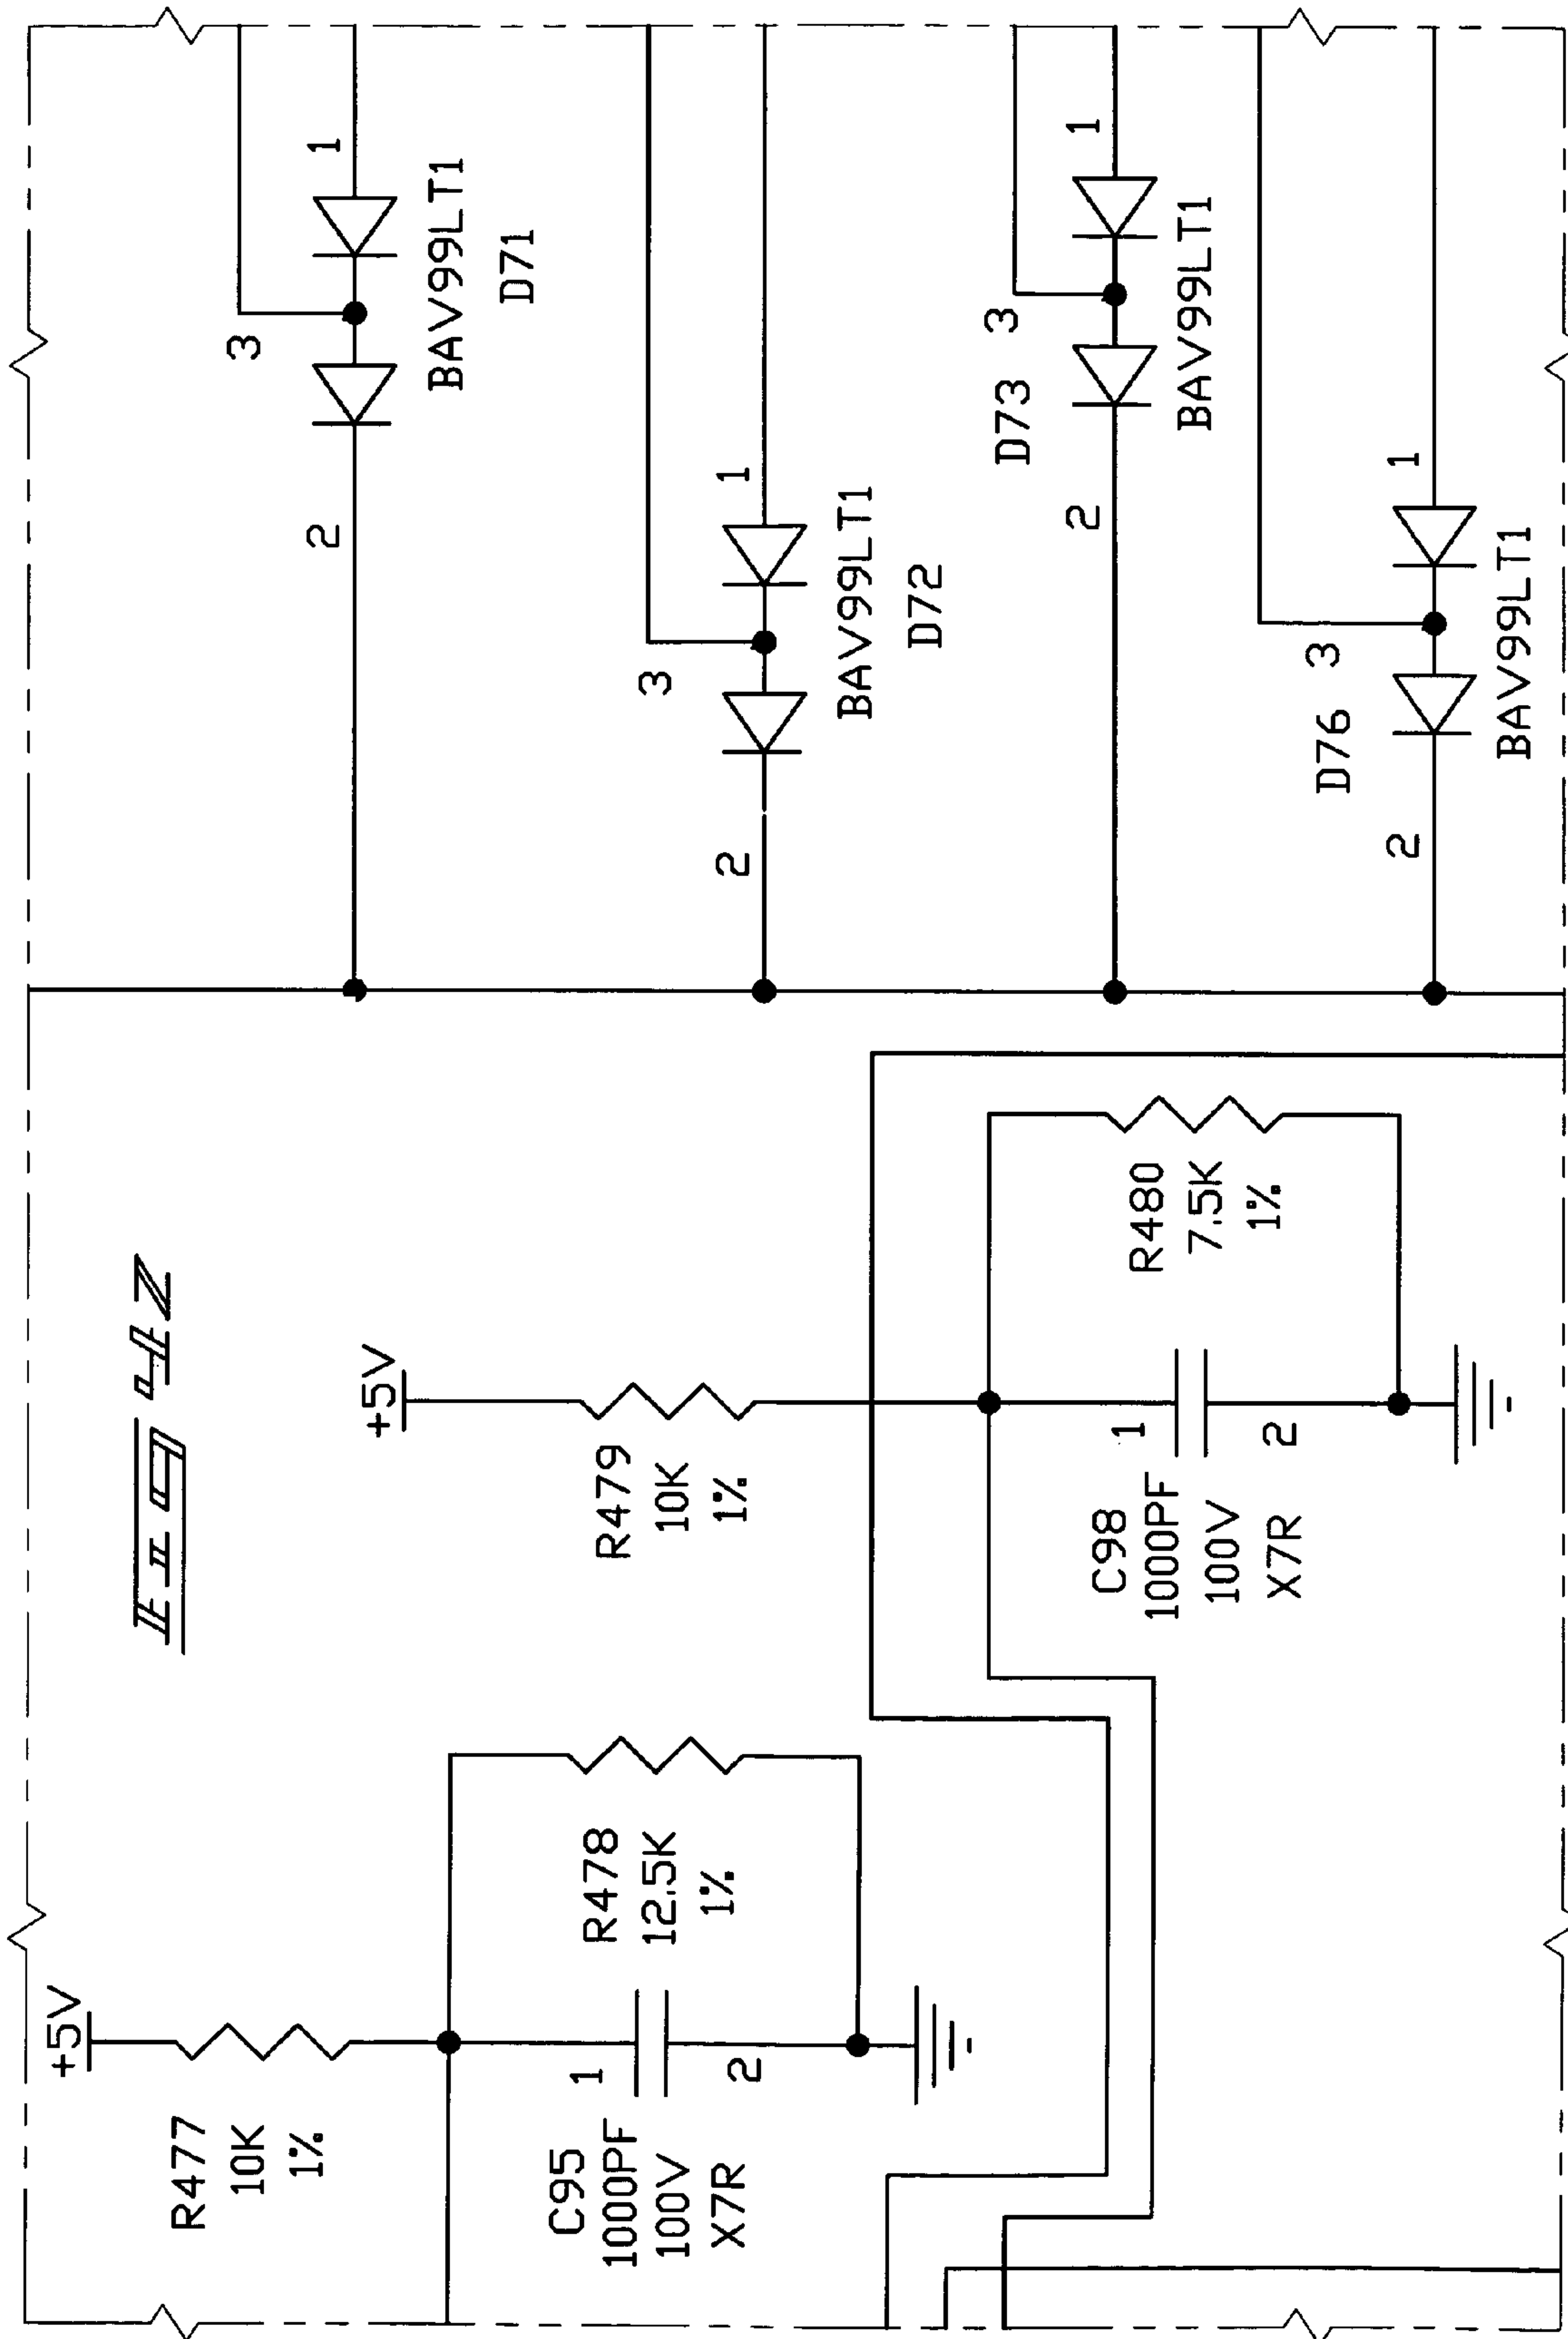 FIG 4Z
+5V
R477
10K
1%
C95
1000PF
100V
X7R
1
2
R478
12.5K
1%
+5V
R479
10K
1%
C98
1000PF
100V
X7R
1
2
R480
7.5K
1%
2
3
1
BAV99LT1
D71
2
3
1
BAV99LT1
D72
2
D73
3
1
BAV99LT1
2
D76
3
1
BAV99LT1